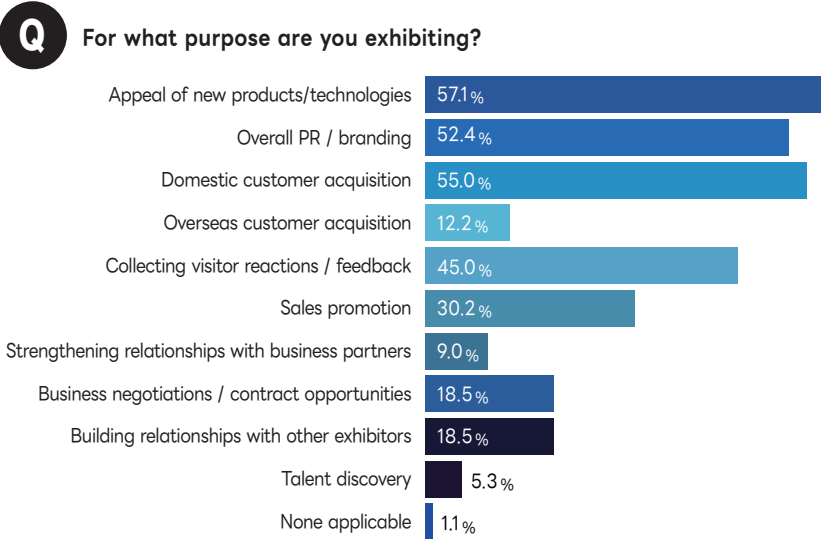 Q For what purpose are you exhibiting?
Appeal of new products/technologies 57.1%
Overall PR / branding 52.4%
Domestic customer acquisition 55.0%
Overseas customer acquisition 12.2%
Collecting visitor reactions / feedback 45.0%
Sales promotion 30.2%
Strengthening relationships with business partners 9.0%
Business negotiations / contract opportunities 18.5%
Building relationships with other exhibitors 18.5%
Talent discovery 5.3%
None applicable 1.1%